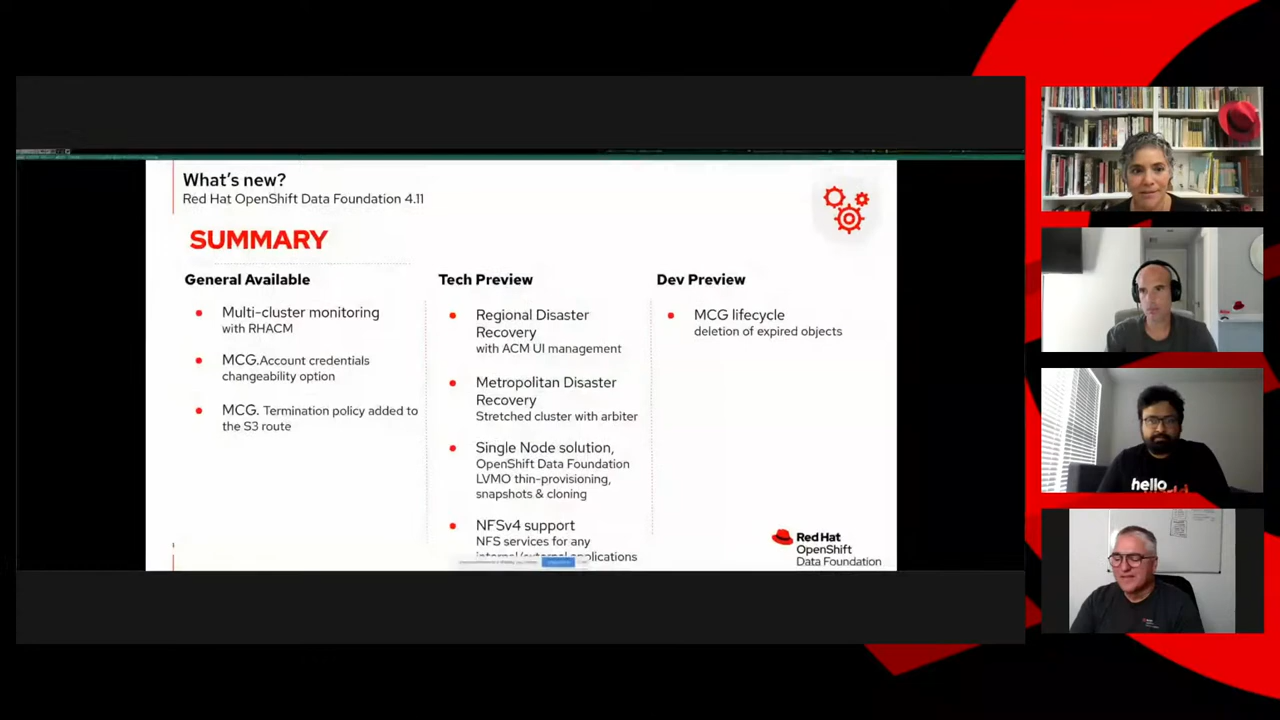 What's new?
Red Hat OpenShift Data Foundation 4.11
SUMMARY
General Available
Multi-cluster monitoring
with RHACM
MCG.Account credentials
changeability option
MCG. Termination policy added to
the S3 route
Tech Preview
Regional Disaster
Recovery
with ACM UI management
Metropolitan Disaster
Recovery
Stretched cluster with arbiter
Single Node solution,
OpenShift Data Foundation
LVMO thin-provisioning,
snapshots & cloning
NFSv4 support
NFS services for any
internal/external applications
Dev Preview
MCG lifecycle
deletion of expired objects
Red Hat
OpenShift
Data Foundation
hello